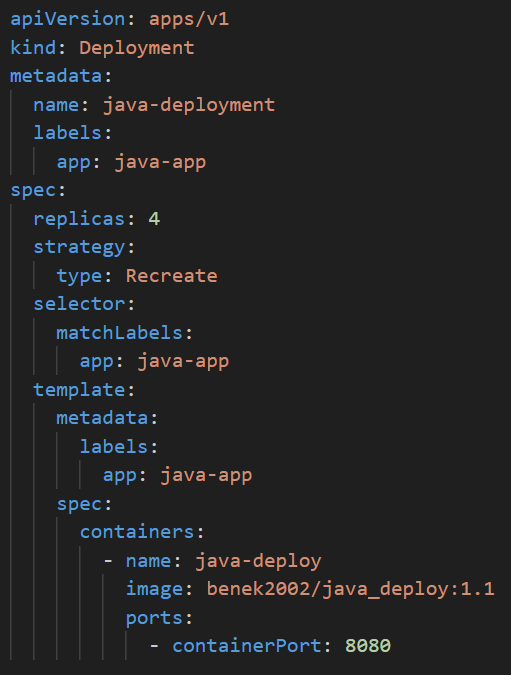 apiVersion: apps/v1
kind: Deployment
metadata:
  name: java-deployment
  labels:
    app: java-app
spec:
  replicas: 4
  strategy:
    type: Recreate
  selector:
    matchLabels:
      app: java-app
  template:
    metadata:
      labels:
        app: java-app
    spec:
      containers:
        - name: java-deploy
          image: benek2002/java_deploy:1.1
          ports:
            - containerPort: 8080